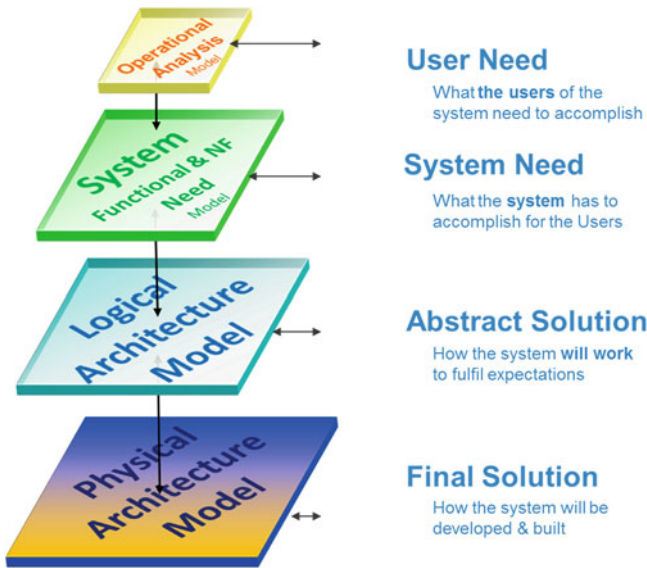 Operational
Analysis
Model
User Need
What the users of the
system need to accomplish
System
Functional & NF
Need
Model
System Need
What the system has to
accomplish for the Users
Logical
Architecture
Model
Abstract Solution
How the system will work
to fulfil expectations
Physical
Architecture
Model
Final Solution
How the system will be
developed & built